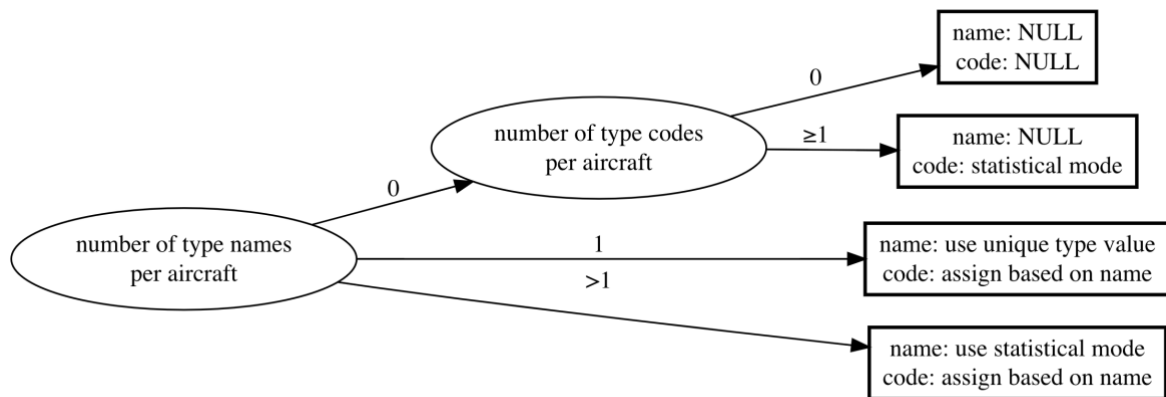 name: NULL
code: NULL
0
number of type codes
per aircraft
≥1
name: NULL
code: statistical mode
0
number of type names
per aircraft
1
name: use unique type value
code: assign based on name
>1
name: use statistical mode
code: assign based on name